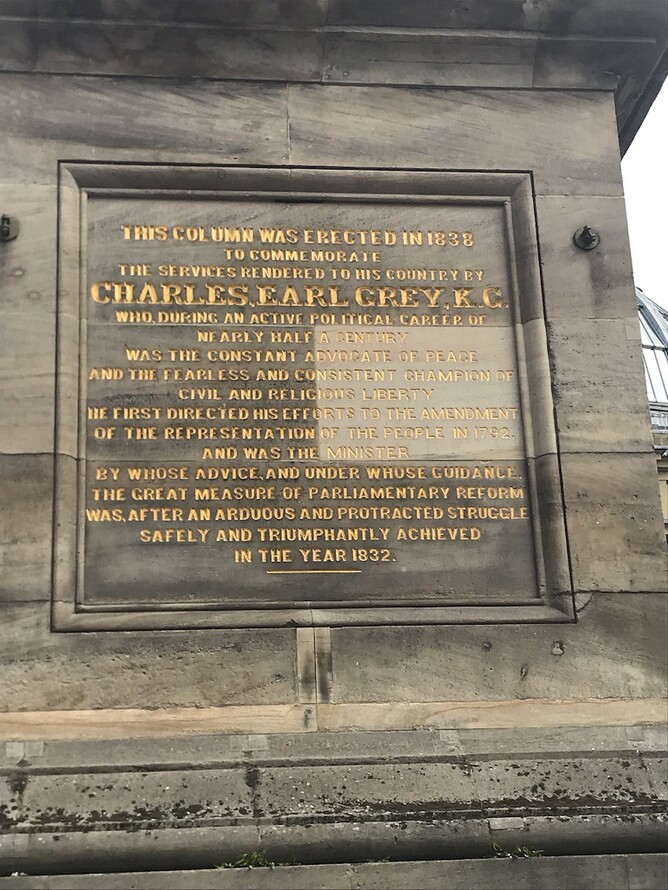 THIS COLUMN WAS ERECTED IN 1838
TO COMMEMORATE
THE SERVICES RENDERED TO HIS COUNTRY BY
CHARLES, EARL GREY, K.G.
WHO, DURING AN ACTIVE POLITICAL CAREER OF
NEARLY HALF A CENTURY
WAS THE CONSTANT ADVOCATE OF PEACE
AND THE FEARLESS AND CONSISTENT CHAMPION OF
CIVIL AND RELIGIOUS LIBERTY
HE FIRST DIRECTED HIS EFFORTS TO THE AMENDMENT
OF THE REPRESENTATION OF THE PEOPLE IN 1792.
AND WAS THE MINISTER
BY WHOSE ADVICE, AND UNDER WHOSE GUIDANCE.
THE GREAT MEASURE OF PARLIAMENTARY REFORM
WAS, AFTER AN ARDUOUS AND PROTRACTED STRUGGLE
SAFELY AND TRIUMPHANTLY ACHIEVED
IN THE YEAR 1832.